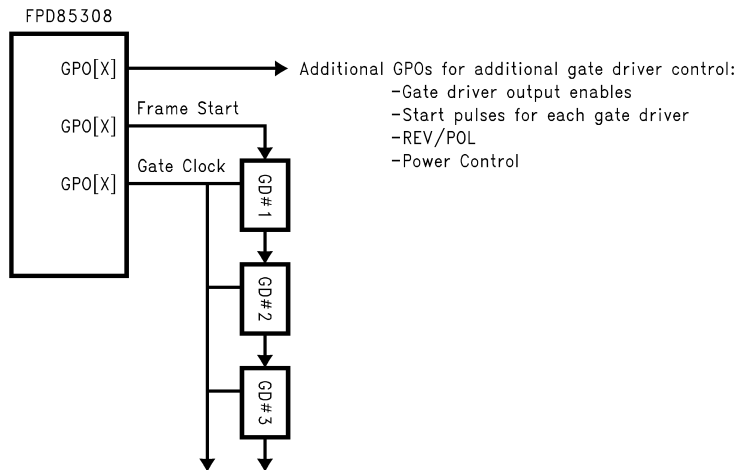 FPD85308
GPO[X]
Additional GPOs for additional gate driver control:
-Gate driver output enables
-Start pulses for each gate driver
-REV/POL
-Power Control
Frame Start
GPO[X]
Gate Clock
GPO[X]
GD#1
GD#2
GD#3